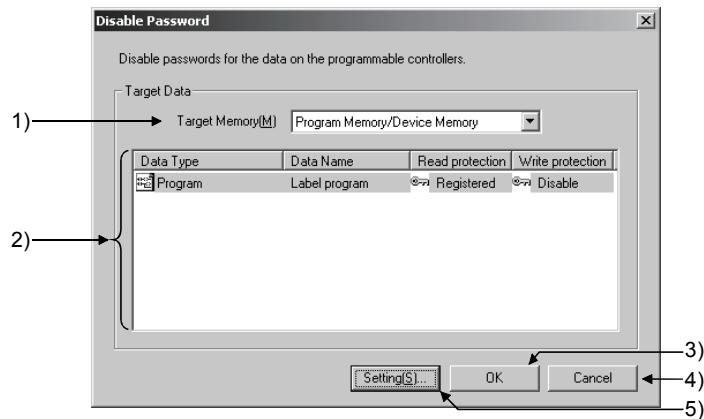 Disable Password
Disable passwords for the data on the programmable controllers.
Target Data
1) Target Memory(M) Program Memory/Device Memory
Data Type Data Name Read protection Write protection
Program Label program Registered Disable
2)
3)
Setting(S)... OK Cancel 4)
5)